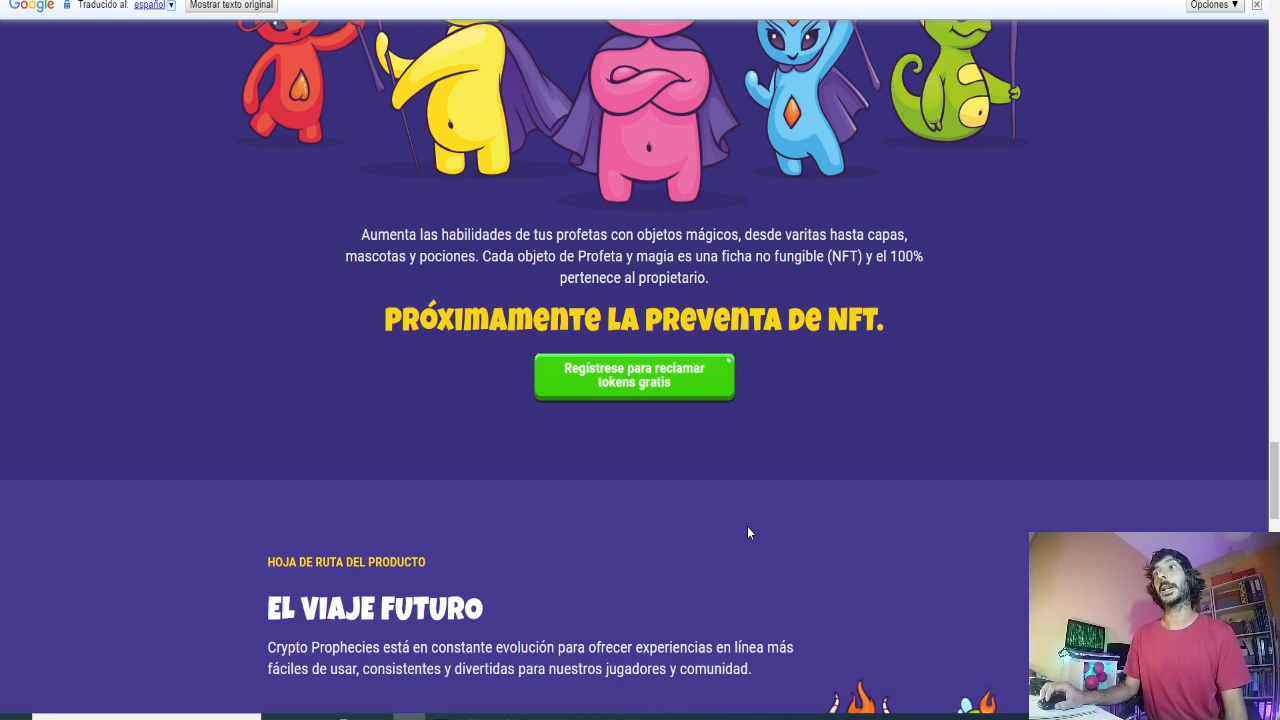 Google Traducido al: español Mostrar texto original Opciones ▼
Aumenta las habilidades de tus profetas con objetos mágicos, desde varitas hasta capas,
mascotas y pociones. Cada objeto de Profeta y magia es una ficha no fungible (NFT) y el 100%
pertenece al propietario.
PRÓXIMAMENTE LA PREVENTA DE NFT.
Regístrese para reclamar
tokens gratis
HOJA DE RUTA DEL PRODUCTO
EL VIAJE FUTURO
Crypto Prophecies está en constante evolución para ofrecer experiencias en línea más
fáciles de usar, consistentes y divertidas para nuestros jugadores y comunidad.